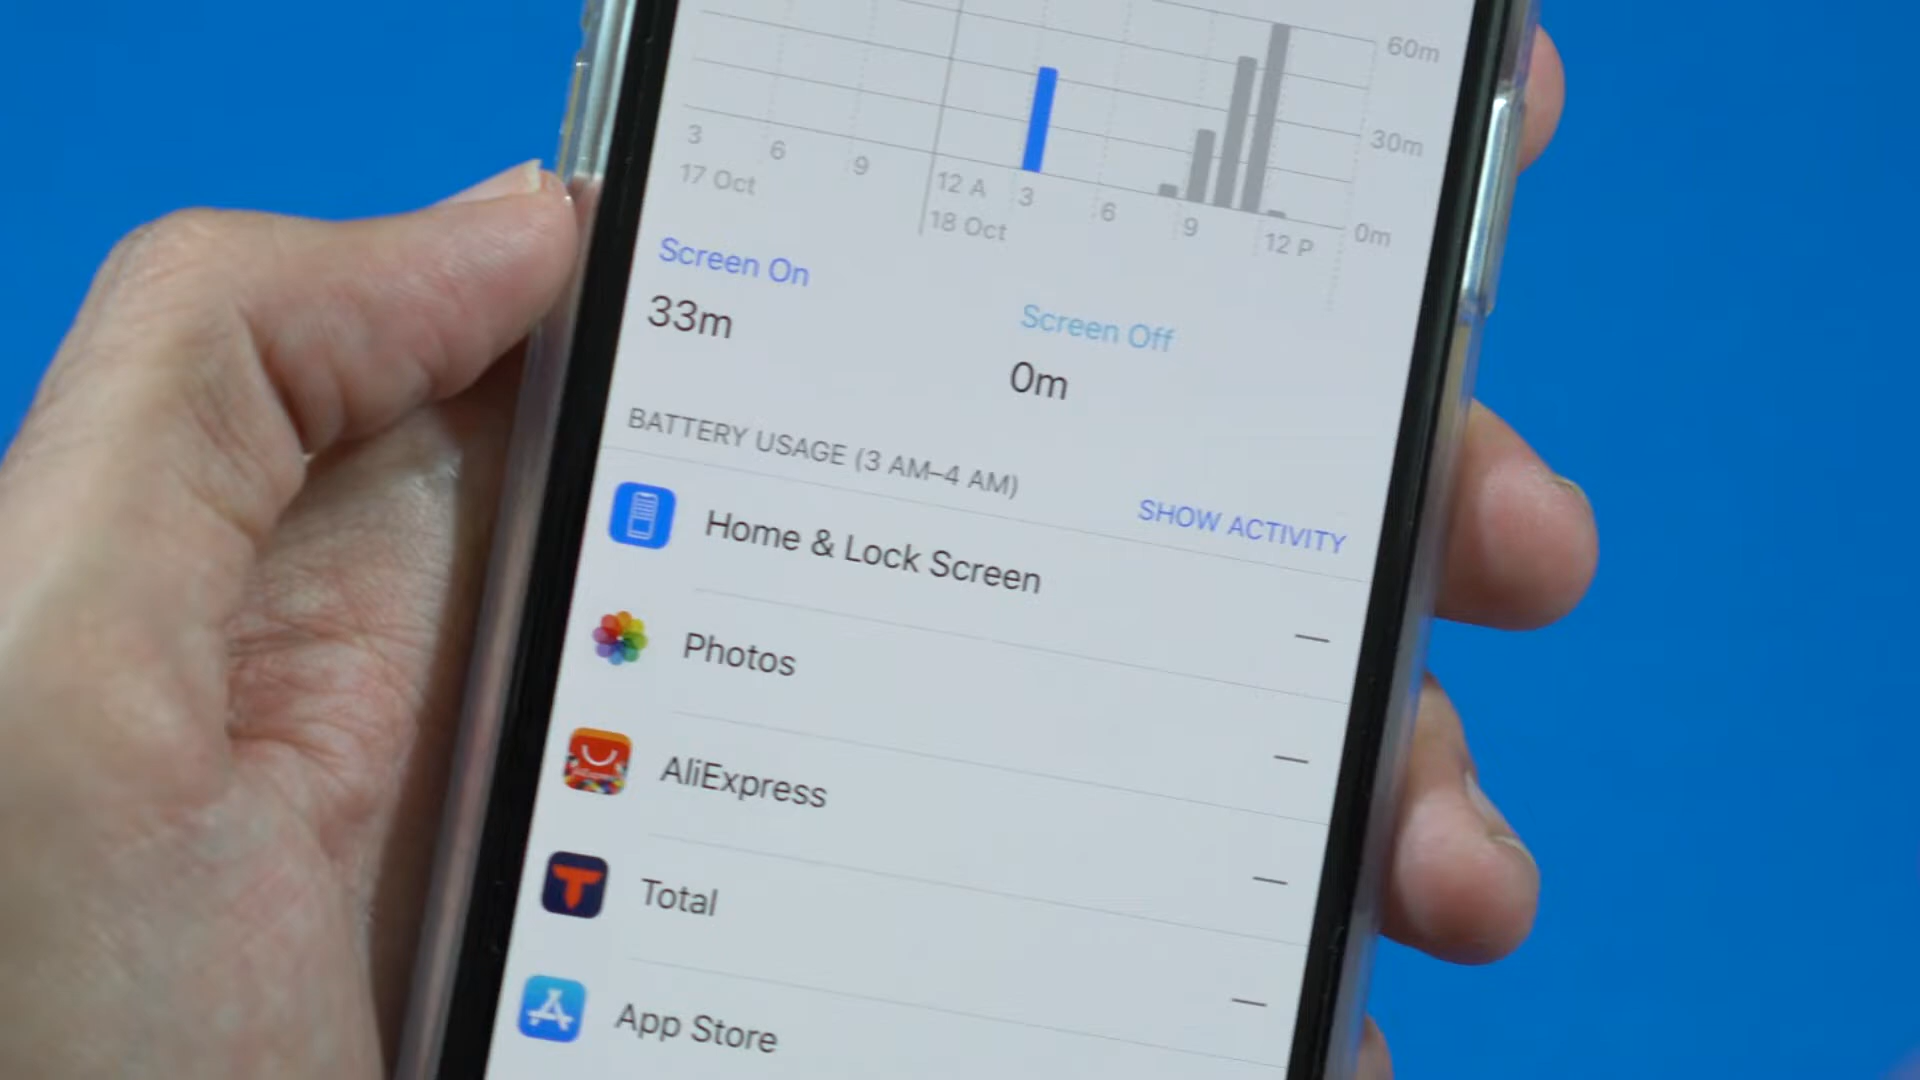 60m
30m
0m
3 6 9 12 A 3 6 9 12 P
17 Oct 18 Oct
Screen On Screen Off
33m 0m
BATTERY USAGE (3 AM–4 AM) SHOW ACTIVITY
Home & Lock Screen —
Photos —
AliExpress —
Total —
App Store